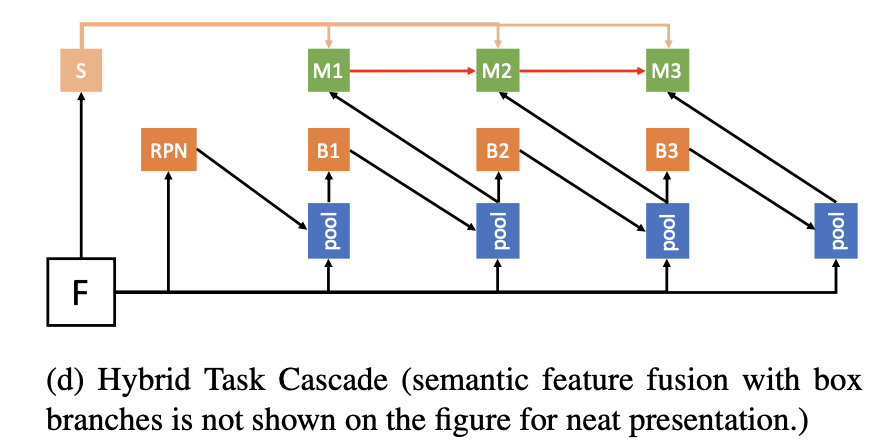 S
M1
M2
M3
RPN
B1
B2
B3
pool
pool
pool
pool
F
(d) Hybrid Task Cascade (semantic feature fusion with box
branches is not shown on the figure for neat presentation.)